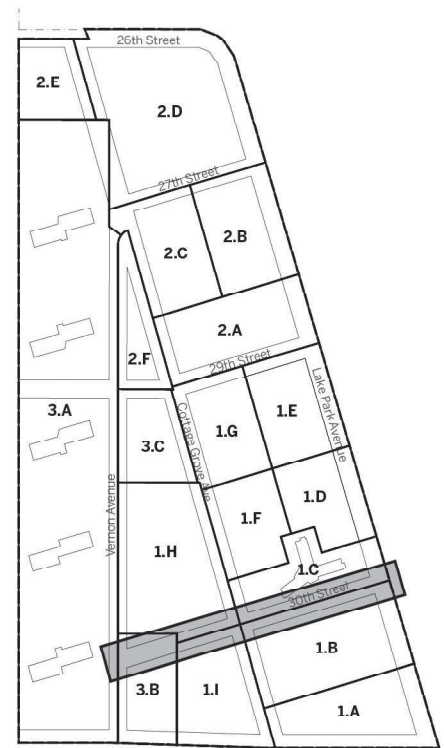 26th Street
2.E
2.D
27th Street
2.C
2.B
2.A
2.F
29th Street
Lake Park Avenue
3.A
Cottage Grove Ave
1.E
1.G
3.C
Vernon Avenue
1.D
1.F
1.H
1.C
30th Street
1.B
3.B
1.I
1.A